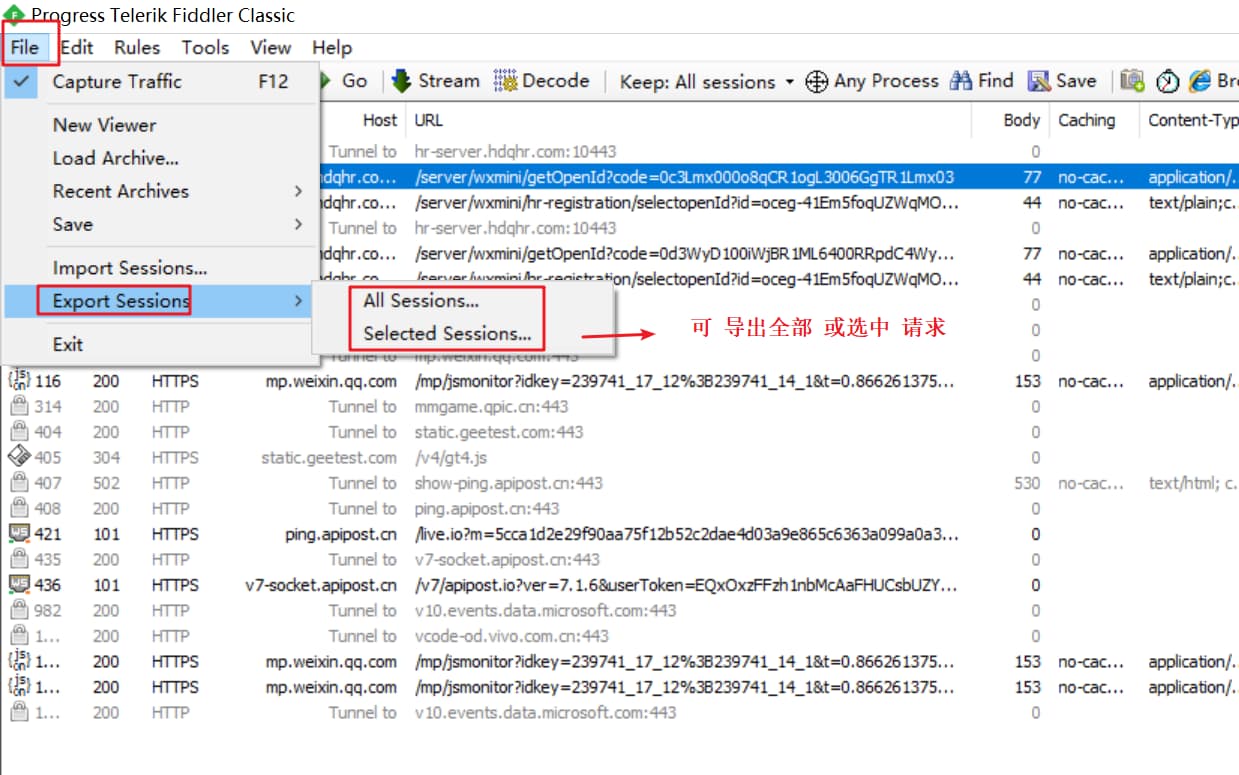 Progress Telerik Fiddler Classic
File Edit Rules Tools View Help
Capture Traffic F12 Go Stream Decode Keep: All sessions Any Process Find Save
Host URL Body Caching Content-Typ
New Viewer
Load Archive...
Recent Archives
Save
Import Sessions...
Export Sessions
Exit
All Sessions...
Selected Sessions...
可 导出全部 或选中 请求
Tunnel to hr-server.hdqhr.com:10443 0
hdqhr.co... /server/wxmini/getOpenId?code=0c3Lmx000o8qCR1ogL3006GgTR1Lmx03 77 no-cac... application/.
hdqhr.co... /server/wxmini/hr-registration/selectopenId?id=oceg-41Em5foqUZWqMO... 44 no-cac... text/plain;c.
Tunnel to hr-server.hdqhr.com:10443 0
hdqhr.co... /server/wxmini/getOpenId?code=0d3WyD100iWjBR1ML6400RRpdC4Wy... 77 no-cac... application/.
hdqhr.co... /server/wxmini/hr-registration/selectopenId?id=oceg-41Em5foqUZWqMO... 44 no-cac... text/plain;c.
0
0
Tunnel to mp.weixin.qq.com:443 0
116 200 HTTPS mp.weixin.qq.com /mp/jsmonitor?idkey=239741_17_12%3B239741_14_1&t=0.866261375... 153 no-cac... application/.
314 200 HTTP Tunnel to mmgame.qpic.cn:443 0
404 200 HTTP Tunnel to static.geetest.com:443 0
405 304 HTTPS static.geetest.com /v4/gt4.js 0
407 502 HTTP Tunnel to show-ping.apipost.cn:443 530 no-cac... text/html; c.
408 200 HTTP Tunnel to ping.apipost.cn:443 0
421 101 HTTPS ping.apipost.cn /live.io?m=5cca1d2e29f90aa75f12b52c2dae4d03a9e865c6363a099a0a3... 0
435 200 HTTP Tunnel to v7-socket.apipost.cn:443 0
436 101 HTTPS v7-socket.apipost.cn /v7/apipost.io?ver=7.1.6&userToken=EQxOxzFFzh1nbMcAaFHUCsbUZY... 0
982 200 HTTP Tunnel to v10.events.data.microsoft.com:443 0
1... 200 HTTP Tunnel to vcode-od.vivo.com.cn:443 0
1... 200 HTTPS mp.weixin.qq.com /mp/jsmonitor?idkey=239741_17_12%3B239741_14_1&t=0.866261375... 153 no-cac... application/.
1... 200 HTTPS mp.weixin.qq.com /mp/jsmonitor?idkey=239741_17_12%3B239741_14_1&t=0.866261375... 153 no-cac... application/.
1... 200 HTTP Tunnel to v10.events.data.microsoft.com:443 0